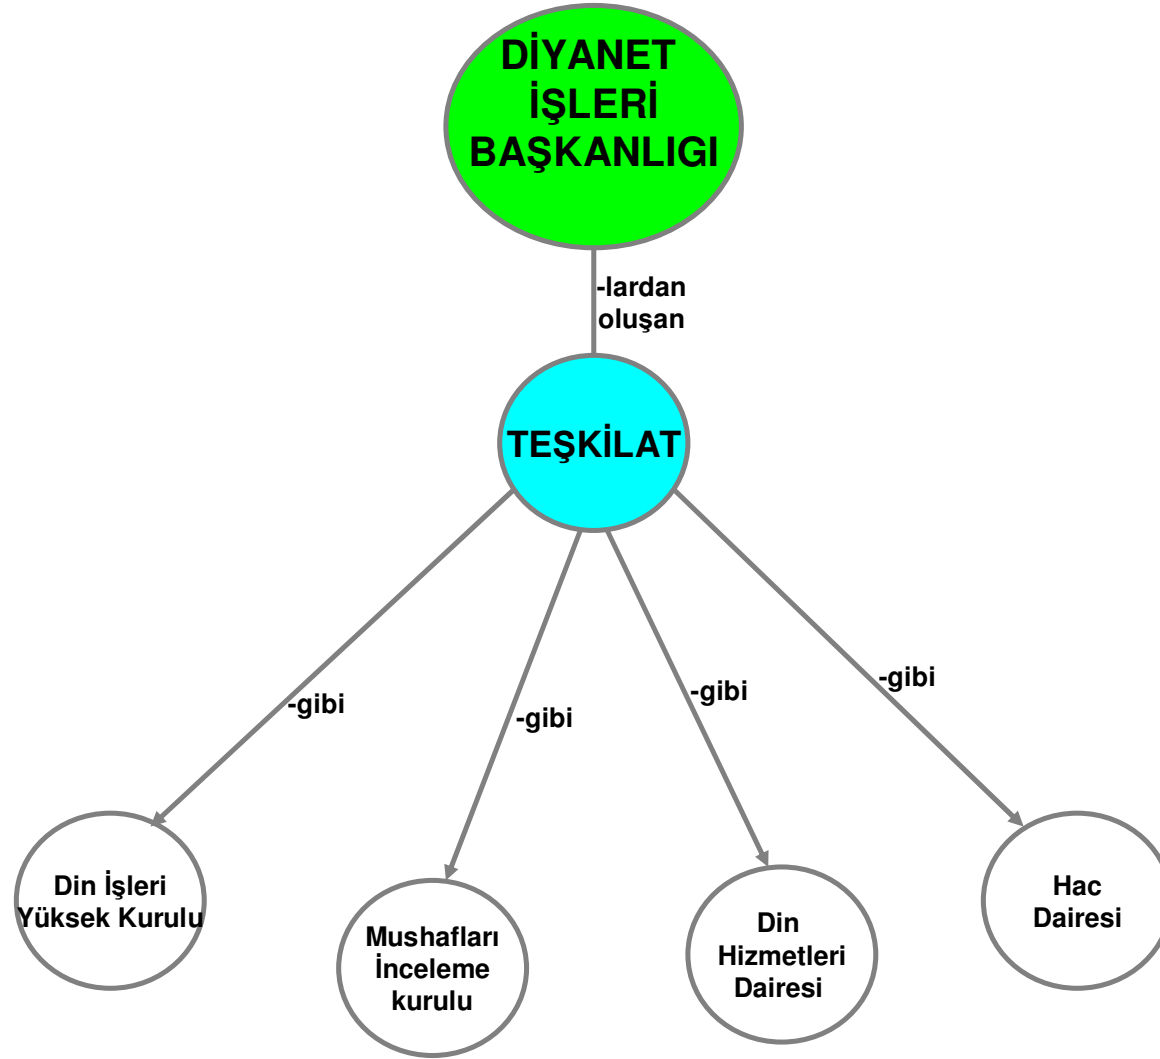 DİYANET
İŞLERİ
BAŞKANLIGI
-lardan
oluşan
TEŞKİLAT
-gibi
-gibi
-gibi
-gibi
Din İşleri
Yüksek Kurulu
Mushafları
İnceleme
kurulu
Din
Hizmetleri
Dairesi
Hac
Dairesi